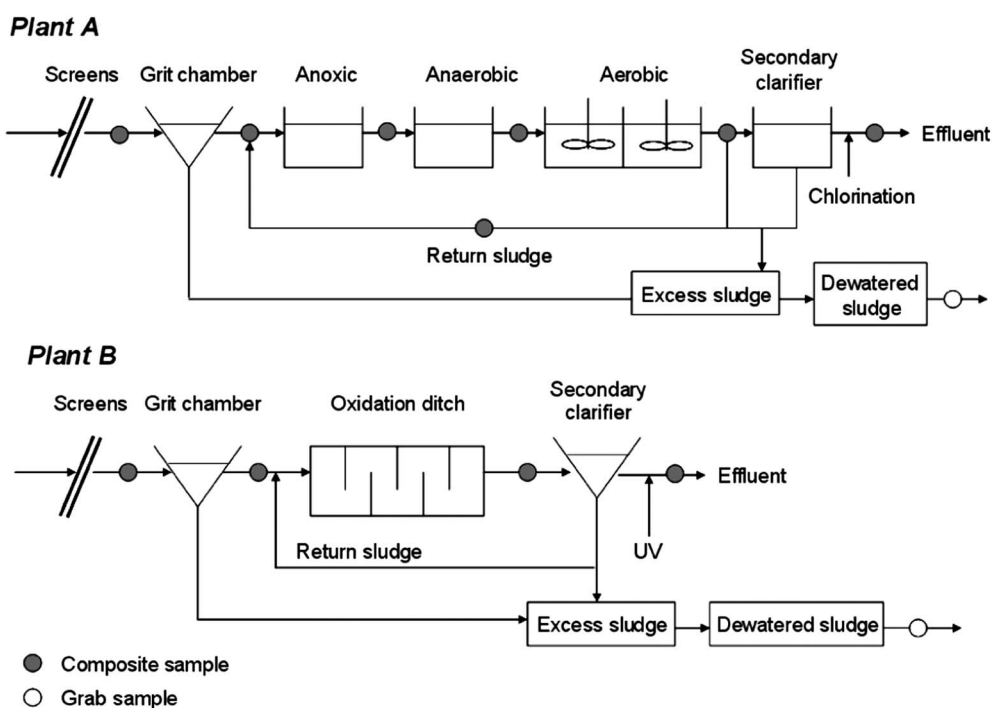 Plant A
Screens
Grit chamber
Anoxic
Anaerobic
Aerobic
Secondary
clarifier
Effluent
Chlorination
Return sludge
Excess sludge
Dewatered
sludge
Plant B
Screens
Grit chamber
Oxidation ditch
Secondary
clarifier
Effluent
UV
Return sludge
Excess sludge
Dewatered sludge
Composite sample
Grab sample